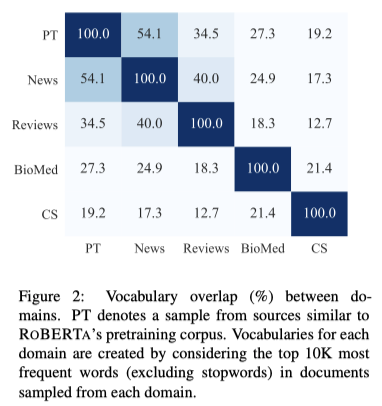 PT 100.0 54.1 34.5 27.3 19.2
News 54.1 100.0 40.0 24.9 17.3
Reviews 34.5 40.0 100.0 18.3 12.7
BioMed 27.3 24.9 18.3 100.0 21.4
CS 19.2 17.3 12.7 21.4 100.0
PT News Reviews BioMed CS
Figure 2: Vocabulary overlap (%) between do-
mains. PT denotes a sample from sources similar to
ROBERTA's pretraining corpus. Vocabularies for each
domain are created by considering the top 10K most
frequent words (excluding stopwords) in documents
sampled from each domain.